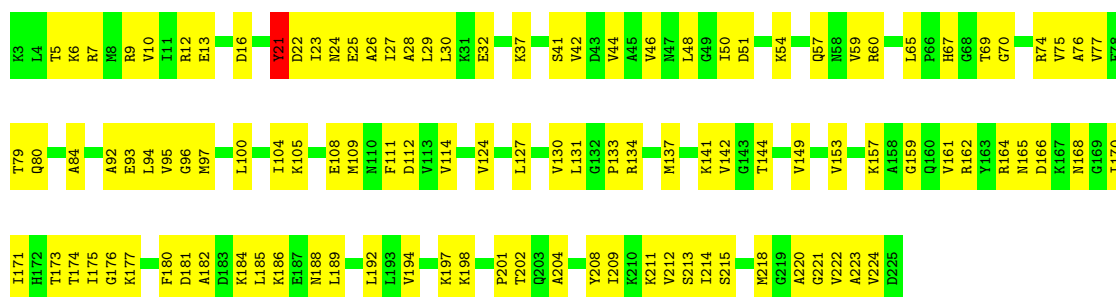 K3 L4 T5 K6 R7 M8 R9 V10 I11 R12 E13 D16 Y21 D22 I23 N24 E25 A26 I27 A28 L29 L30 K31 E32 K37 S41 V42 D43 V44 A45 V46 N47 L48 G49 I50 D51 K54 Q57 N58 V59 R60 L65 P66 H67 G68 T69 G70 R74 V75 A76 V77 F78
T79 Q80 A84 A92 E93 L94 V95 G96 M97 L100 I104 K105 E108 M109 N110 F111 D112 V113 V114 V124 L127 V130 L131 G132 P133 R134 M137 K141 V142 G143 T144 V149 V153 K157 A158 G159 Q160 V161 R162 Y163 R164 N165 D166 K167 N168 G169 I170
I171 H172 T173 T174 I175 G176 K177 F180 D181 A182 D183 K184 L185 K186 E187 N188 L189 L192 L193 V194 K197 K198 P201 T202 Q203 A204 Y208 I209 K210 K211 V212 S213 I214 S215 M218 G219 A220 G221 V222 A223 V224 D225